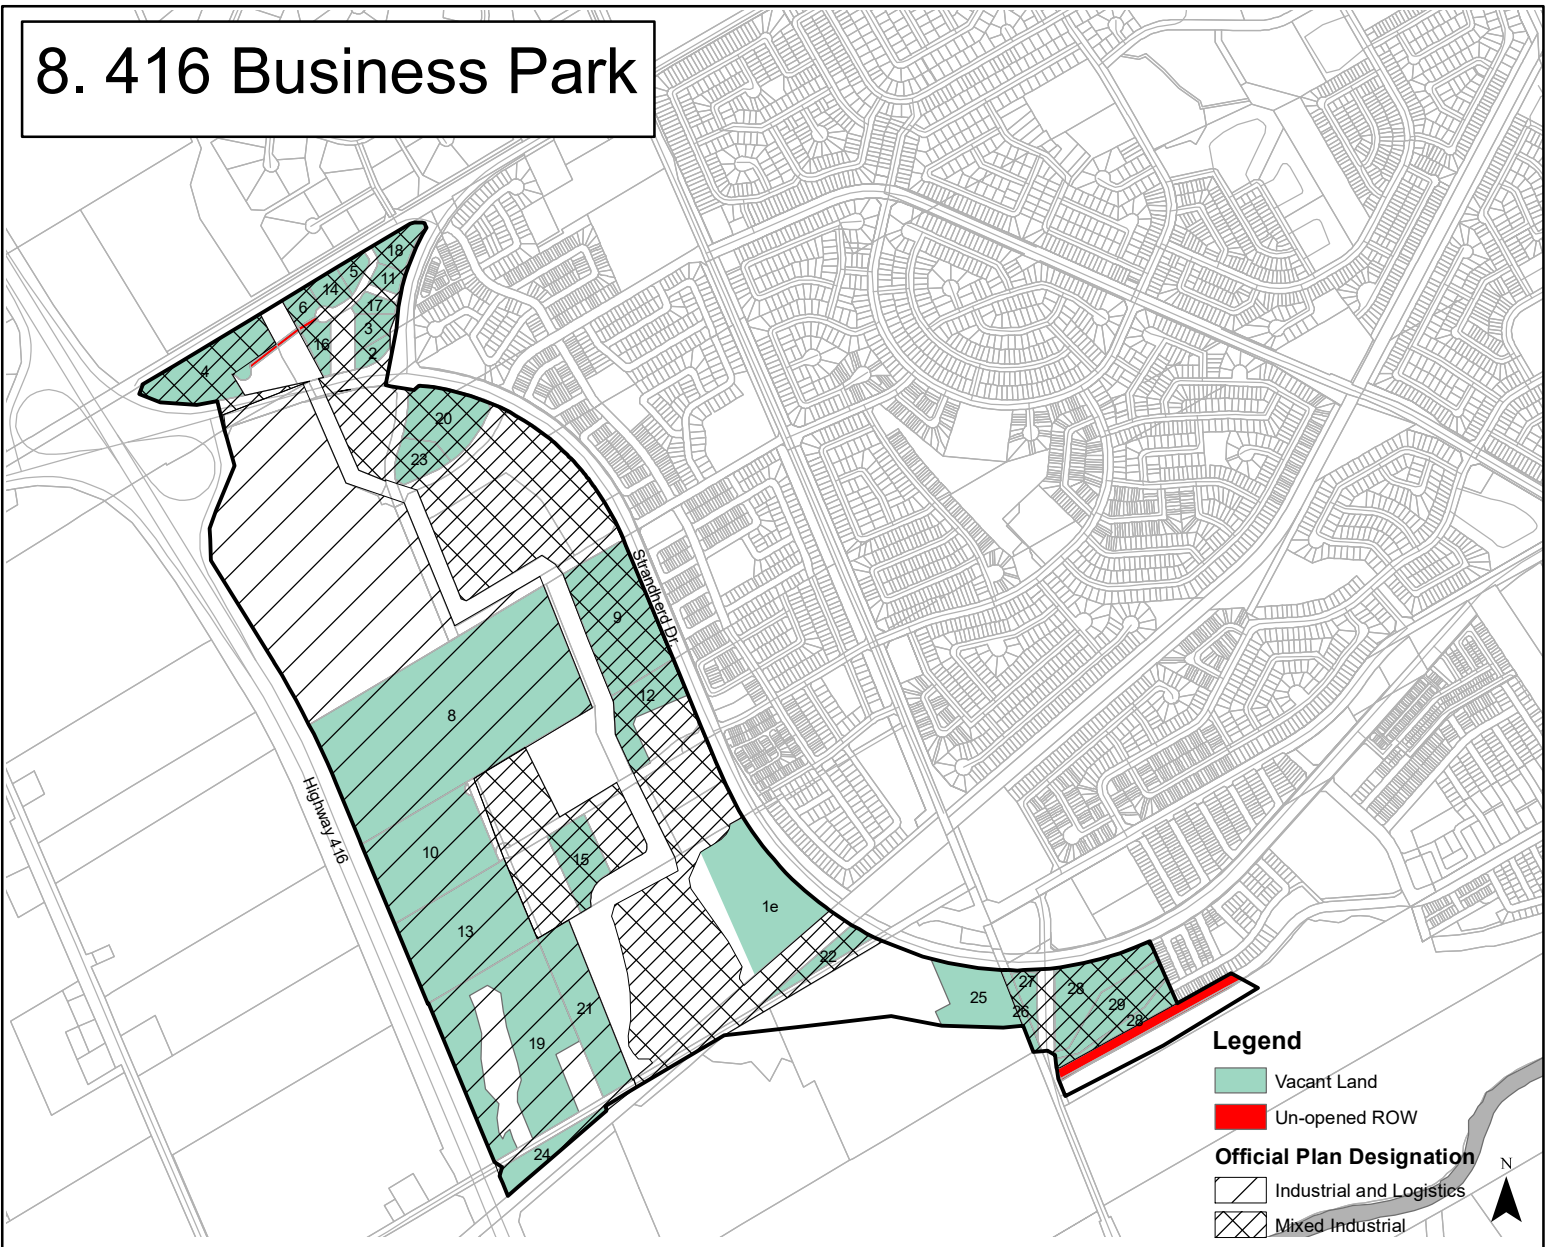 8. 416 Business Park
18
5
11
14
6
17
3
16
2
4
20
23
Strandherd Dr.
9
12
8
Highway 416
10
15
1e
13
22
25
27
28
26
29
28
21
19
24
Legend
Vacant Land
Un-opened ROW
Official Plan Designation
N
Industrial and Logistics
Mixed Industrial